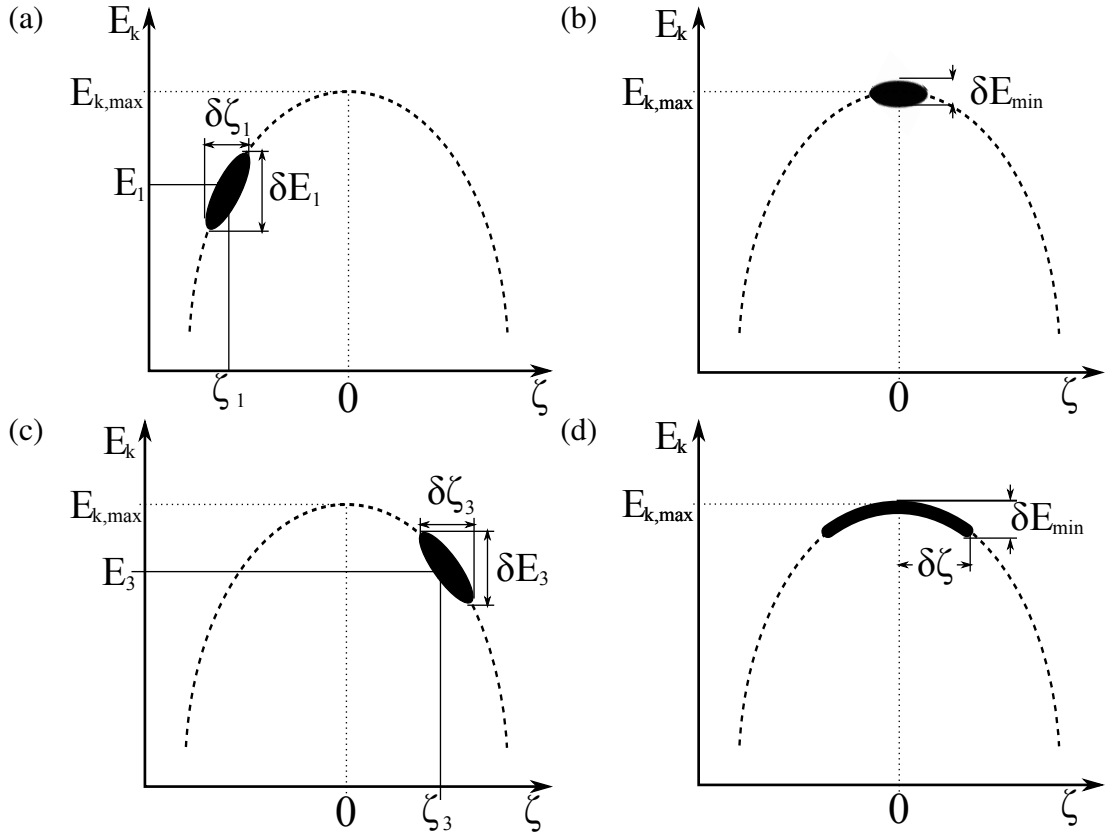 (a)
E_k
E_k,max
δζ_1
E_1
δE_1
ζ_1
0
ζ
(b)
E_k
E_k,max
δE_min
0
ζ
(c)
E_k
E_k,max
δζ_3
E_3
δE_3
0
ζ_3
ζ
(d)
E_k
E_k,max
δE_min
δζ
0
ζ